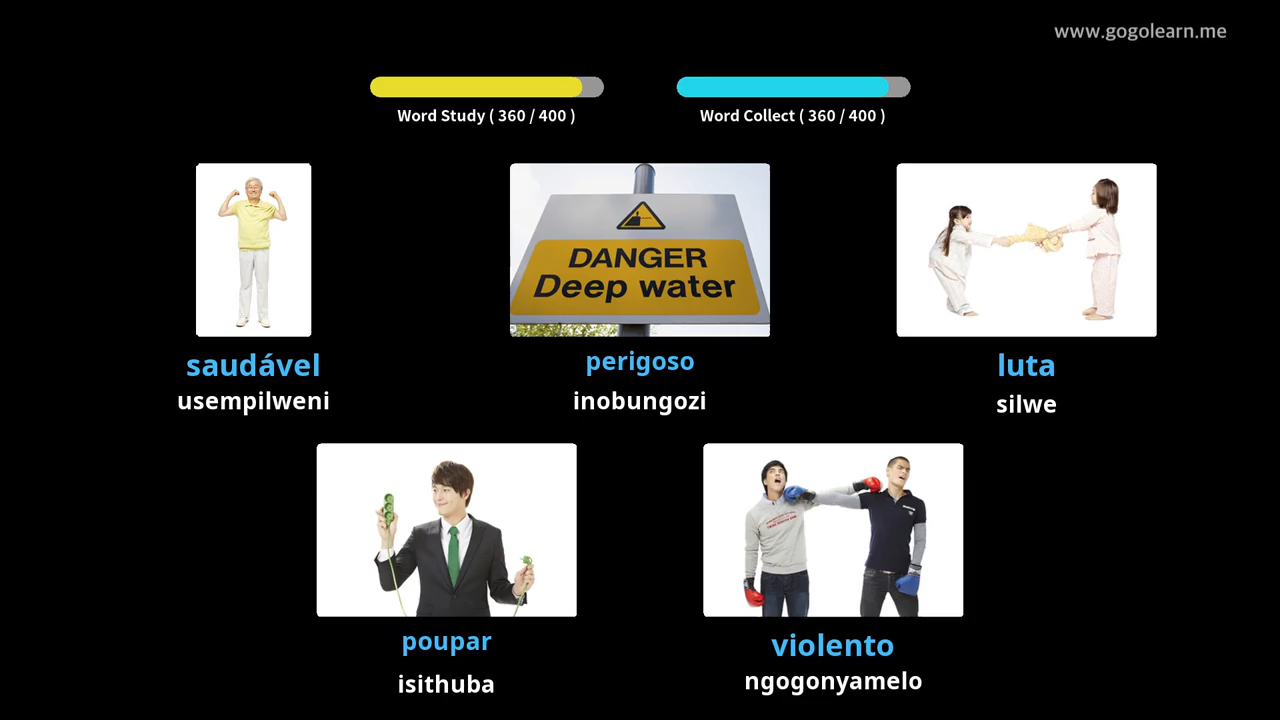 www.gogolearn.me
Word Study ( 360 / 400 )
Word Collect ( 360 / 400 )
DANGER
Deep water
saudável
usempilweni
perigoso
inobungozi
luta
silwe
poupar
isithuba
violento
ngogonyamelo